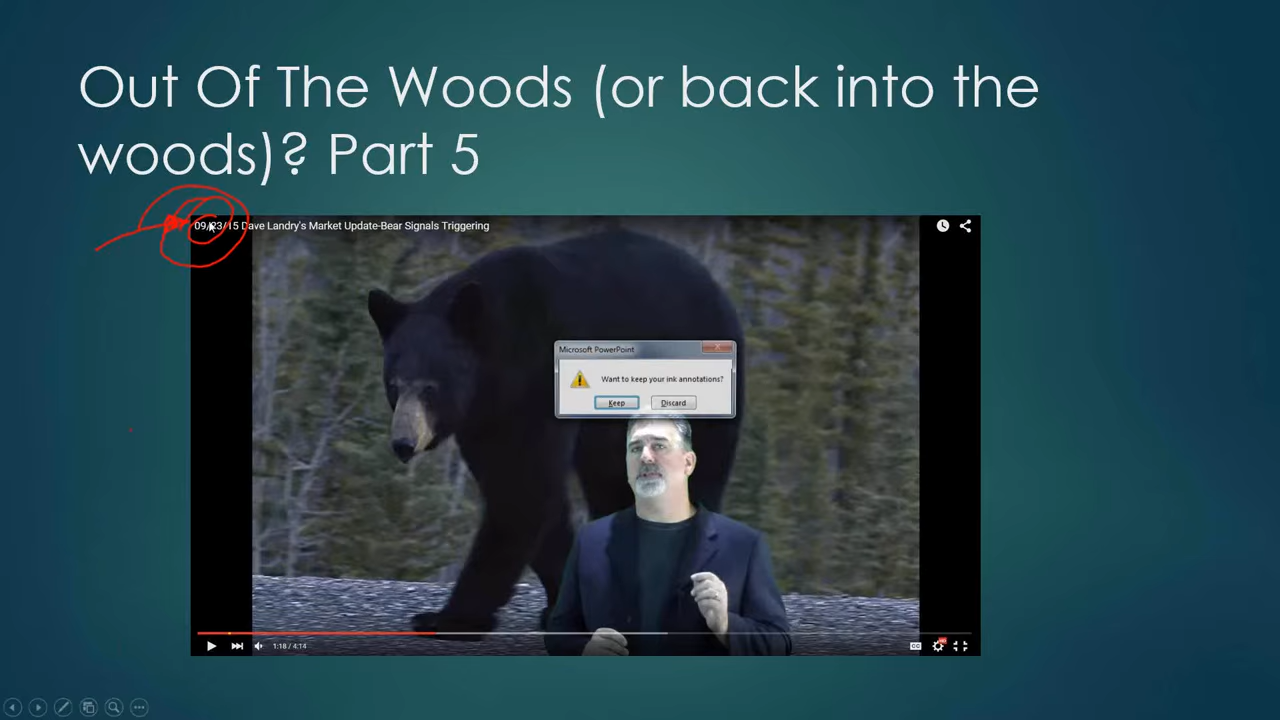 Out Of The Woods (or back into the
woods)? Part 5
09/23/15 Dave Landry's Market Update-Bear Signals Triggering
Microsoft PowerPoint
Want to keep your ink annotations?
Keep Discard
1:18 / 4:14
CC